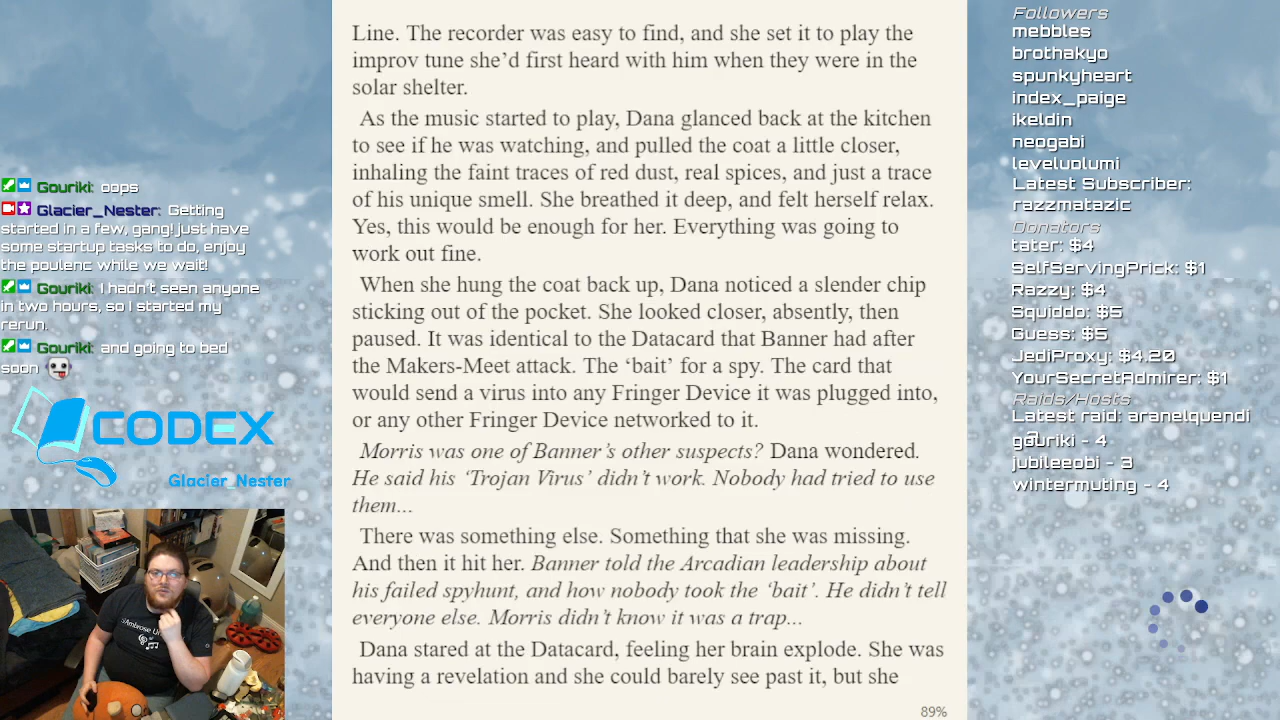 Gouriki: oops
Glacier_Nester: Getting
started in a few, gang! just have
some startup tasks to do, enjoy
the poulenc while we wait!
Gouriki: I hadn't seen anyone
in two hours, so I started my
rerun.
Gouriki: and going to bed
soon
CODEX
Glacier_Nester
Line. The recorder was easy to find, and she set it to play the
improv tune she’d first heard with him when they were in the
solar shelter.
As the music started to play, Dana glanced back at the kitchen
to see if he was watching, and pulled the coat a little closer,
inhaling the faint traces of red dust, real spices, and just a trace
of his unique smell. She breathed it deep, and felt herself relax.
Yes, this would be enough for her. Everything was going to
work out fine.
When she hung the coat back up, Dana noticed a slender chip
sticking out of the pocket. She looked closer, absently, then
paused. It was identical to the Datacard that Banner had after
the Makers-Meet attack. The ‘bait’ for a spy. The card that
would send a virus into any Fringer Device it was plugged into,
or any other Fringer Device networked to it.
Morris was one of Banner’s other suspects? Dana wondered.
He said his ‘Trojan Virus’ didn’t work. Nobody had tried to use
them...
There was something else. Something that she was missing.
And then it hit her. Banner told the Arcadian leadership about
his failed spyhunt, and how nobody took the ‘bait’. He didn’t tell
everyone else. Morris didn’t know it was a trap...
Dana stared at the Datacard, feeling her brain explode. She was
having a revelation and she could barely see past it, but she
89%
Followers
mebbles
brothakyo
spunkyheart
index_paige
ikeldin
neogabi
leveluolumi
Latest Subscriber:
razzmatazic
Donators
tater: $4
SelfServingPrick: $1
Razzy: $4
Squiddo: $5
Guess: $5
JediProxy: $4.20
YourSecretAdmirer: $1
Raids/Hosts
Latest raid: aranelquendi
gouriki - 4
jubileeobi - 3
wintermuting - 4